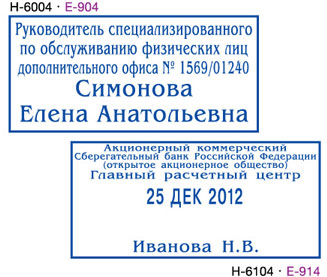 H-6004 · E-904
Руководитель специализированного
по обслуживанию физических лиц
дополнительного офиса № 1569/01240
Симонова
Елена Анатольевна
Акционерный коммерческий
Сберегательный банк Российской Федерации
(открытое акционерное общество)
Главный расчетный центр
25 ДЕК 2012
Иванова Н.В.
H-6104 · E-914